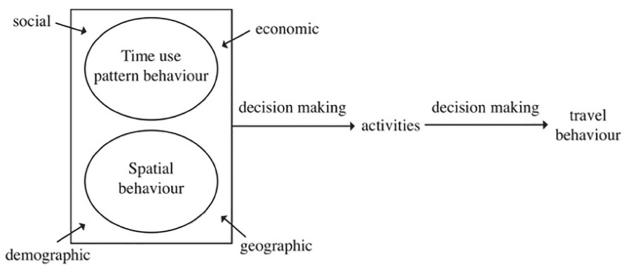 social
economic
Time use
pattern behaviour
decision making
decision making
activities
travel
behaviour
Spatial
behaviour
demographic
geographic